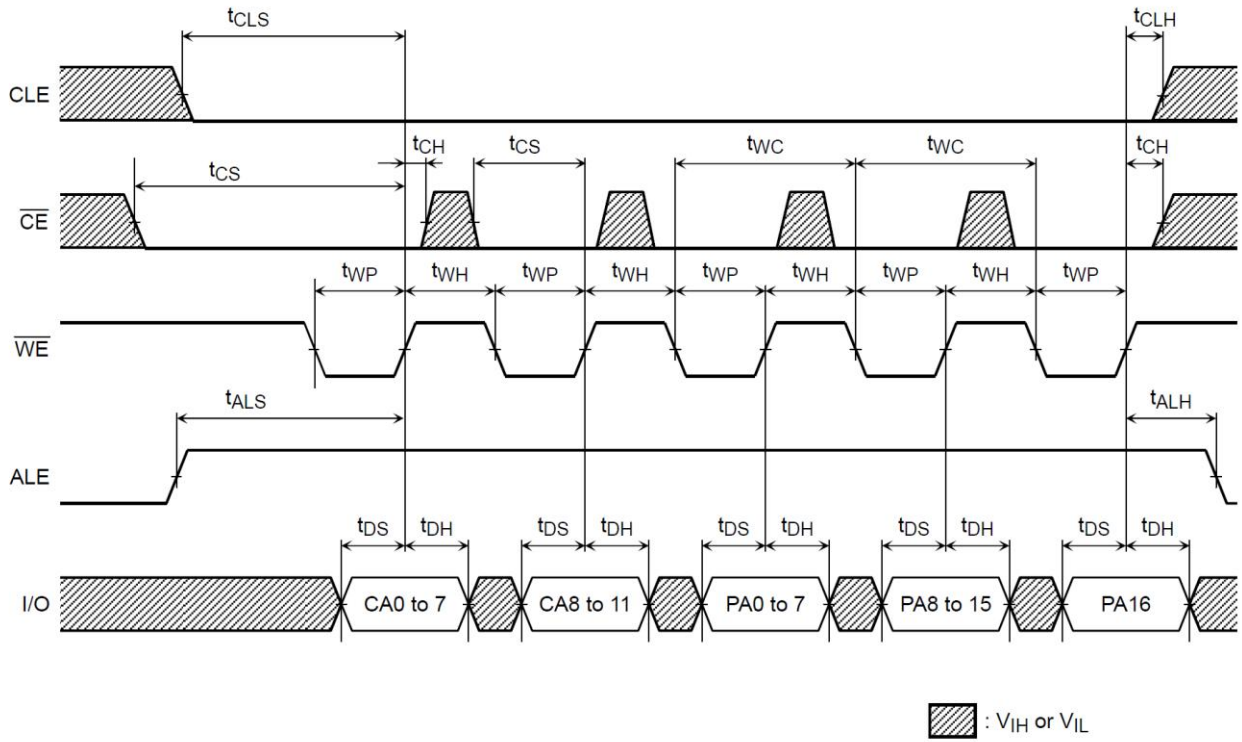 tCLS tCLH
CLE
tCH tCS tWC tWC tCH
tCS
CE
tWP tWH tWP tWH tWP tWH tWP tWH tWP
WE
tALS tALH
ALE
tDS tDH tDS tDH tDS tDH tDS tDH tDS tDH
I/O CA0 to 7 CA8 to 11 PA0 to 7 PA8 to 15 PA16
: VIH or VIL